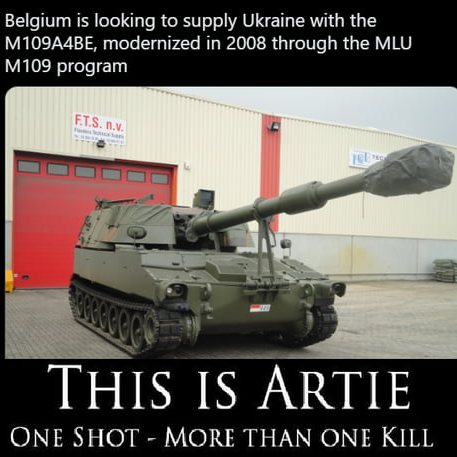 Belgium is looking to supply Ukraine with the
M109A4BE, modernized in 2008 through the MLU
M109 program
F.T.S. n.v.
THIS IS ARTIE
ONE SHOT - MORE THAN ONE KILL